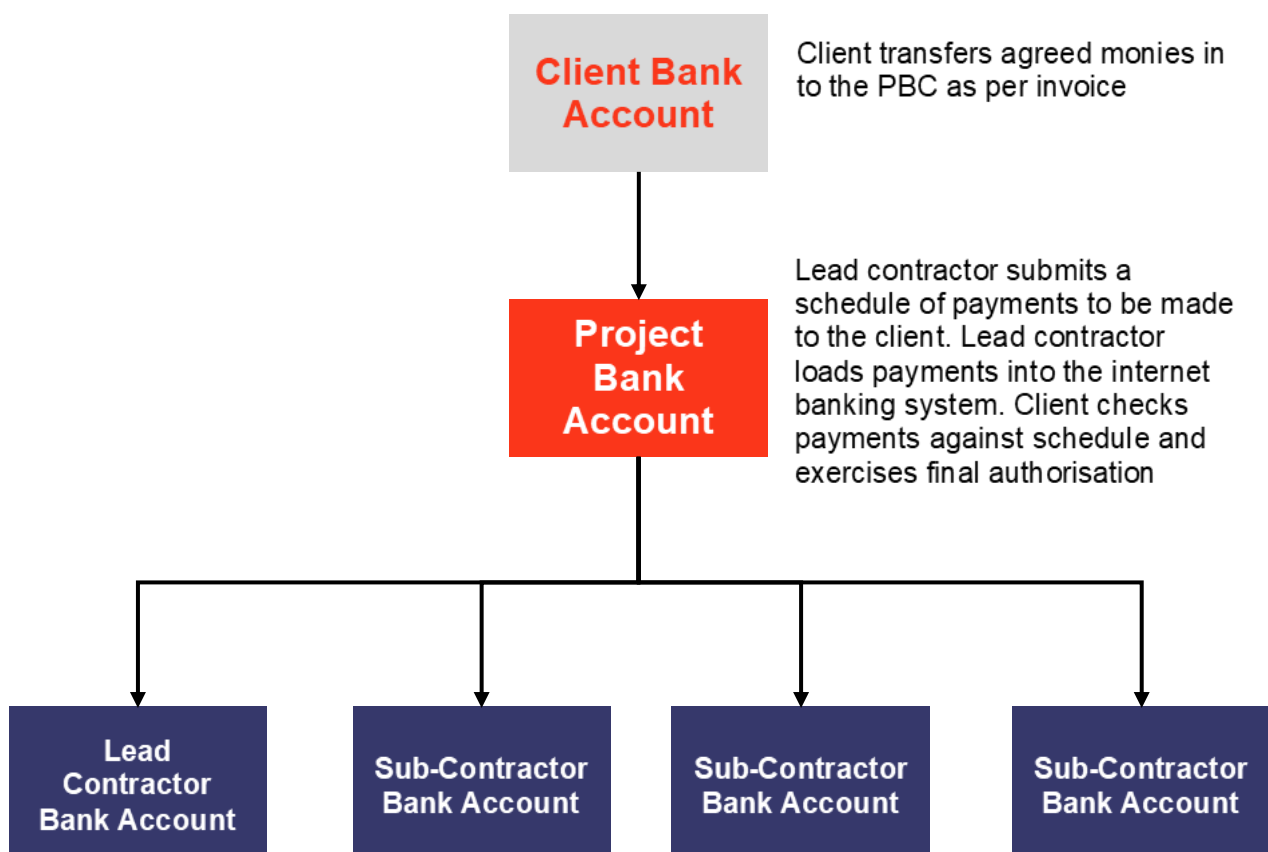 Client Bank
Account
Client transfers agreed monies in
to the PBC as per invoice
Project
Bank
Account
Lead contractor submits a
schedule of payments to be made
to the client. Lead contractor
loads payments into the internet
banking system. Client checks
payments against schedule and
exercises final authorisation
Lead
Contractor
Bank Account
Sub-Contractor
Bank Account
Sub-Contractor
Bank Account
Sub-Contractor
Bank Account